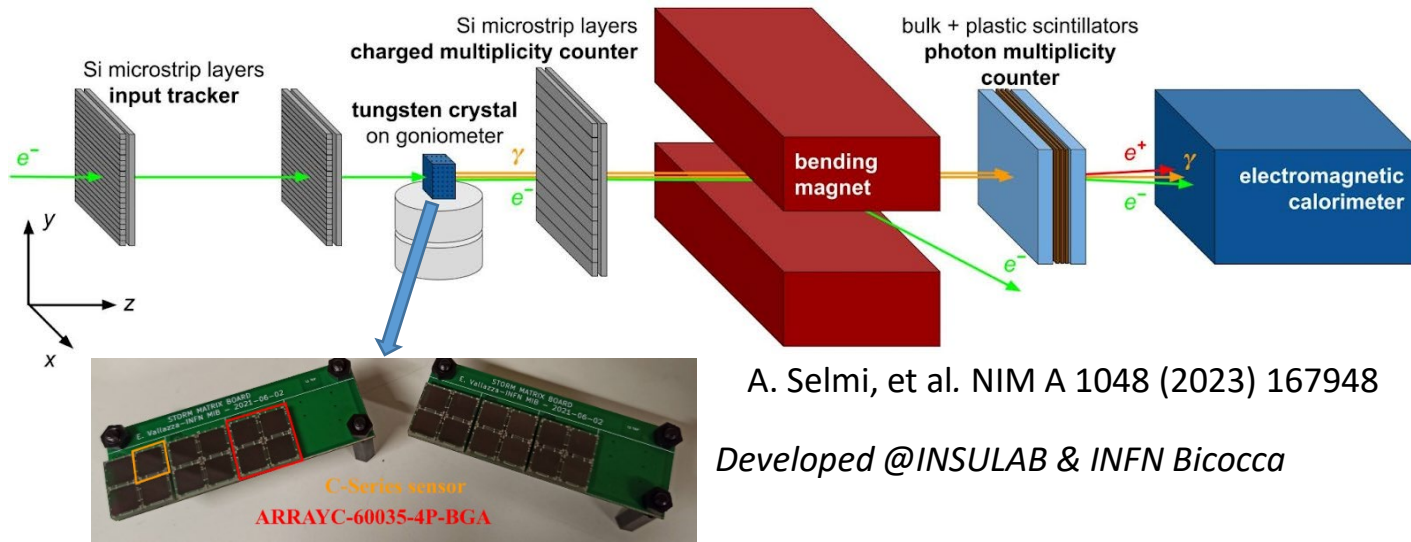 Si microstrip layers
input tracker
tungsten crystal
on goniometer
Si microstrip layers
charged multiplicity counter
bulk + plastic scintillators
photon multiplicity
counter
e⁻
γ
e⁻
bending
magnet
e⁻
e⁺
γ
e⁻
electromagnetic
calorimeter
y
z
x
STORM MATRIX BOARD
E. Vallazza-INFN MIB - 2021-06-02
STORM MATRIX BOARD
E. Vallazza-INFN MIB - 2021-06-02
C-Series sensor
ARRAYC-60035-4P-BGA
A. Selmi, et al. NIM A 1048 (2023) 167948
Developed @INSULAB & INFN Bicocca